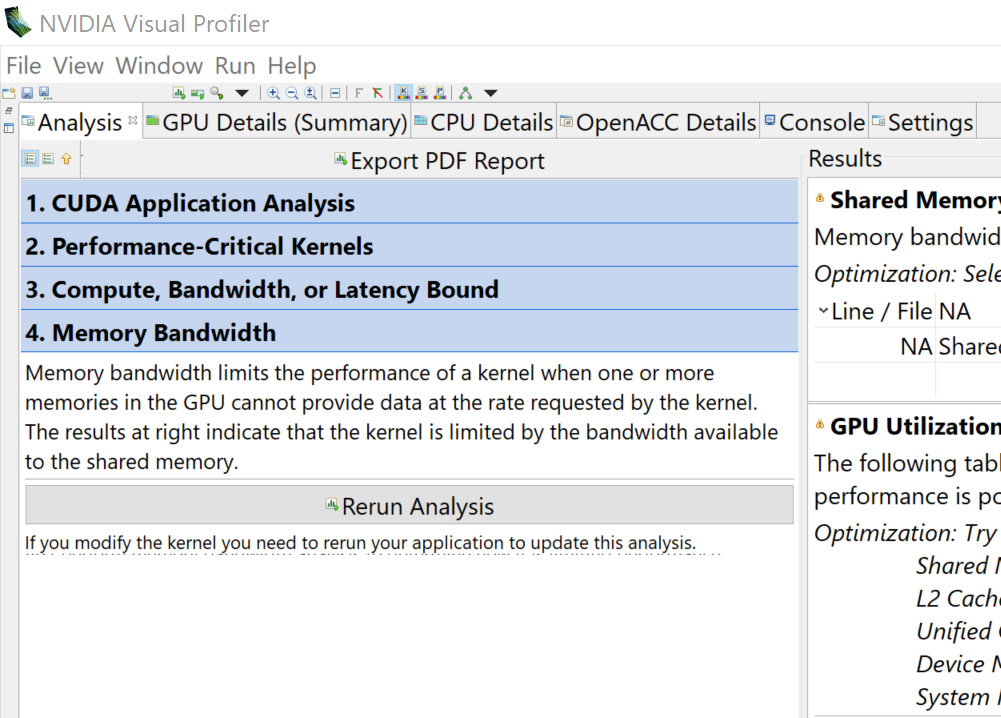 NVIDIA Visual Profiler
File View Window Run Help
Analysis GPU Details (Summary) CPU Details OpenACC Details Console Settings
Export PDF Report
1. CUDA Application Analysis
2. Performance-Critical Kernels
3. Compute, Bandwidth, or Latency Bound
4. Memory Bandwidth
Memory bandwidth limits the performance of a kernel when one or more
memories in the GPU cannot provide data at the rate requested by the kernel.
The results at right indicate that the kernel is limited by the bandwidth available
to the shared memory.
Rerun Analysis
If you modify the kernel you need to rerun your application to update this analysis.
Results
Shared Memory
Memory bandwid
Optimization: Sele
Line / File NA
NA Shared
GPU Utilization
The following tabl
performance is po
Optimization: Try
Shared M
L2 Cache
Unified
Device M
System